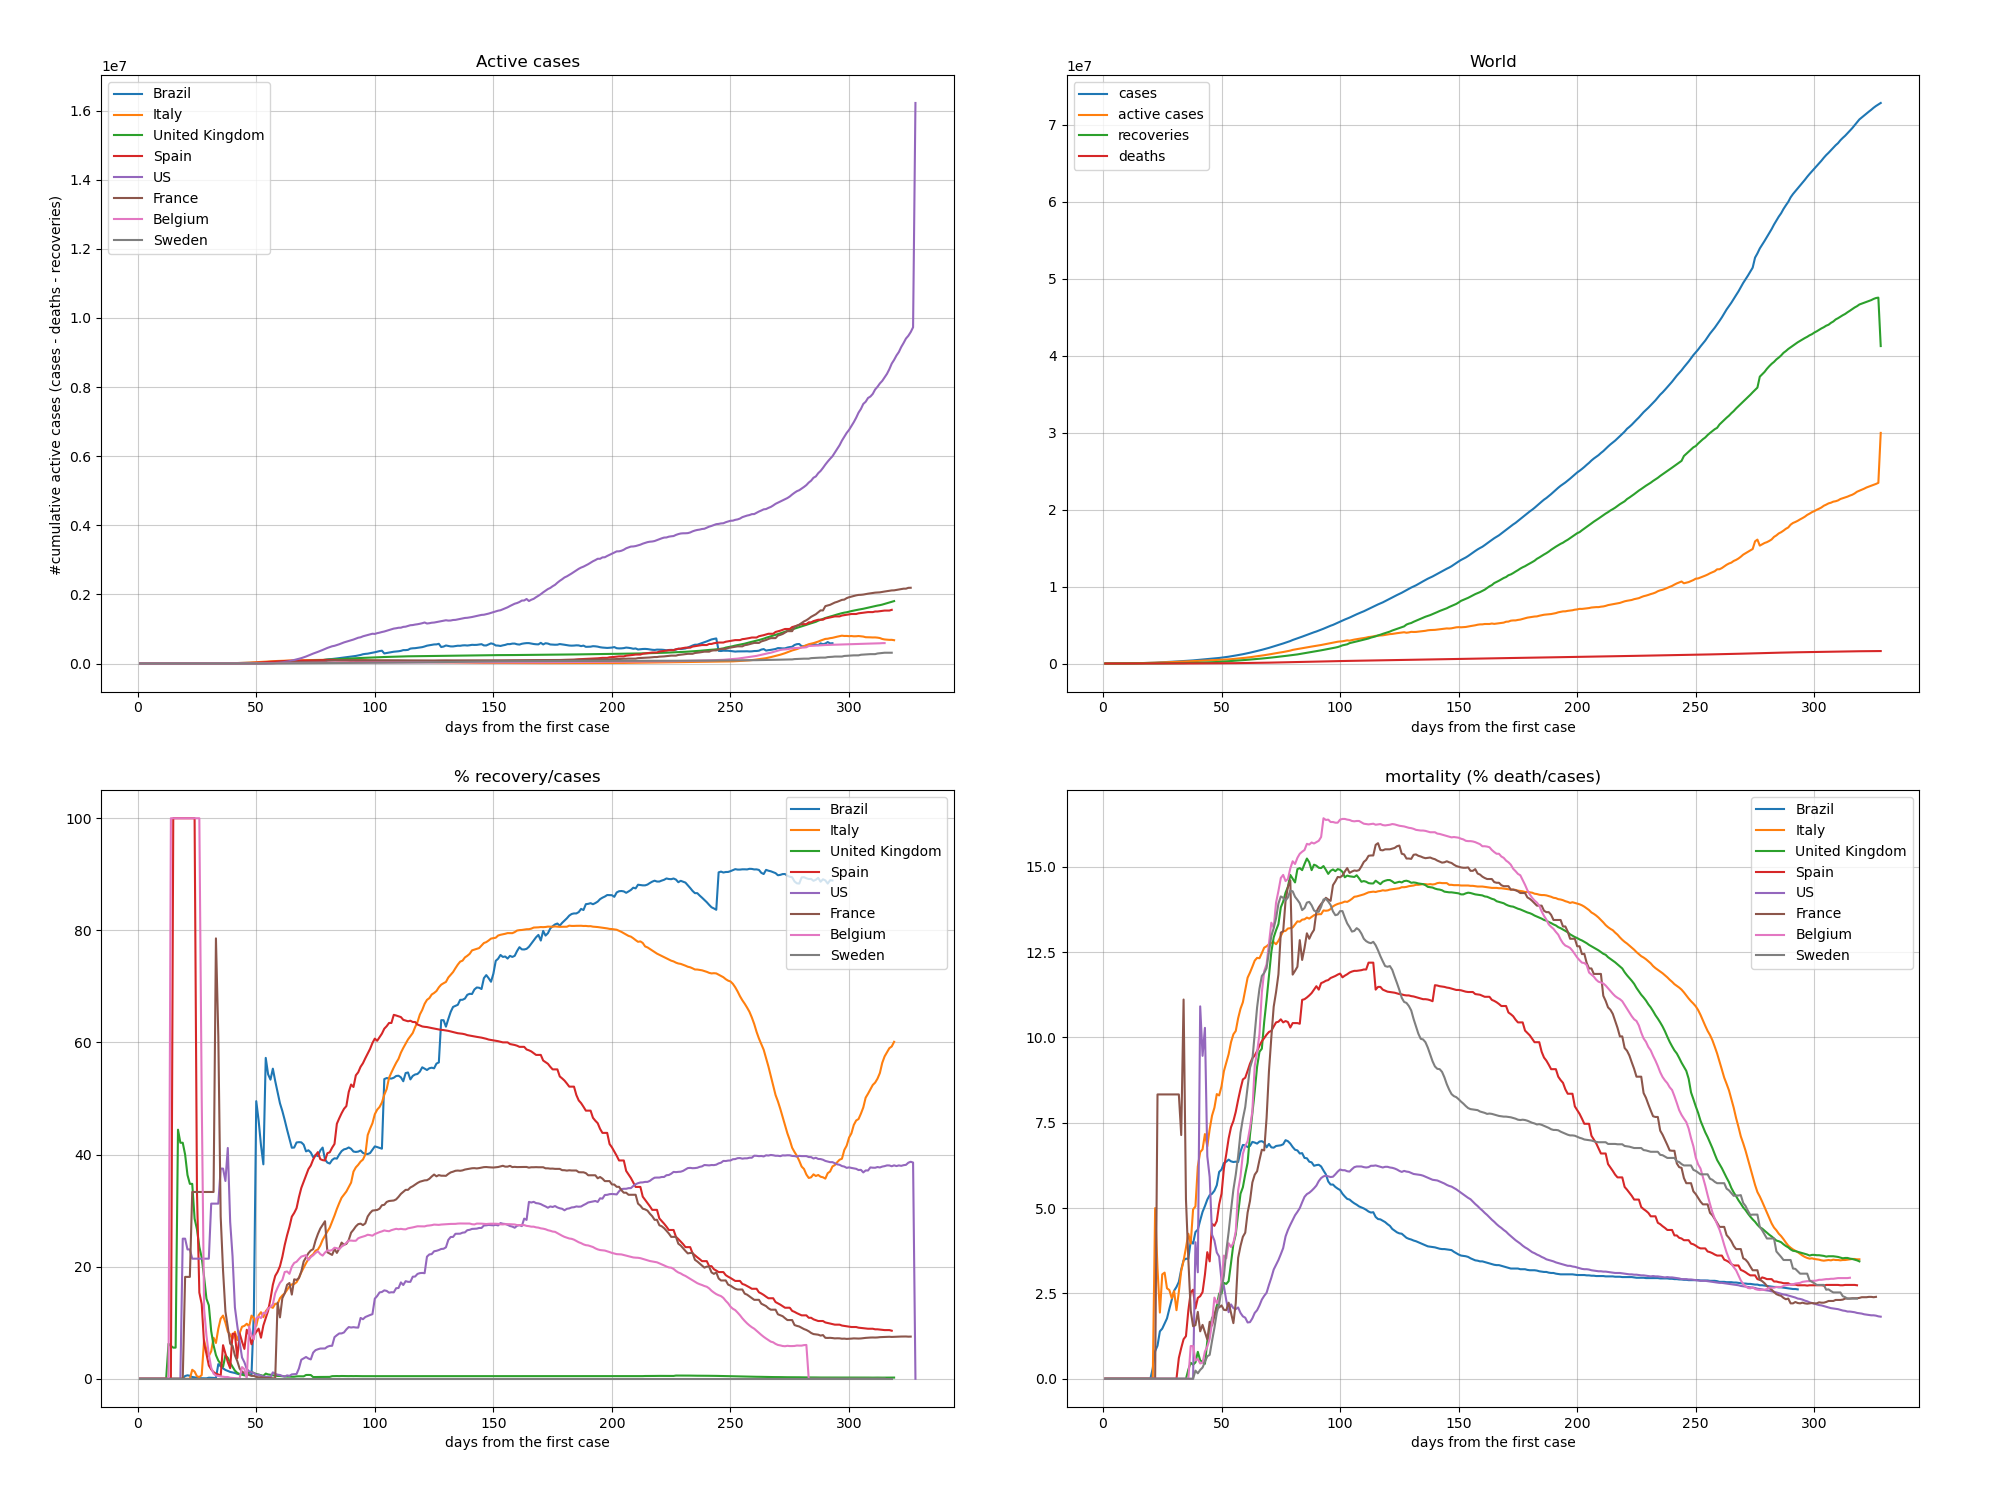 Active cases
1e7
Brazil
Italy
United Kingdom
Spain
US
France
Belgium
Sweden
1.6
1.4
1.2
1.0
0.8
0.6
0.4
0.2
0.0
#cumulative active cases (cases - deaths - recoveries)
0 50 100 150 200 250 300
days from the first case
World
1e7
cases
active cases
recoveries
deaths
7
6
5
4
3
2
1
0
0 50 100 150 200 250 300
days from the first case
% recovery/cases
Brazil
Italy
United Kingdom
Spain
US
France
Belgium
Sweden
100
80
60
40
20
0
0 50 100 150 200 250 300
days from the first case
mortality (% death/cases)
Brazil
Italy
United Kingdom
Spain
US
France
Belgium
Sweden
15.0
12.5
10.0
7.5
5.0
2.5
0.0
0 50 100 150 200 250 300
days from the first case